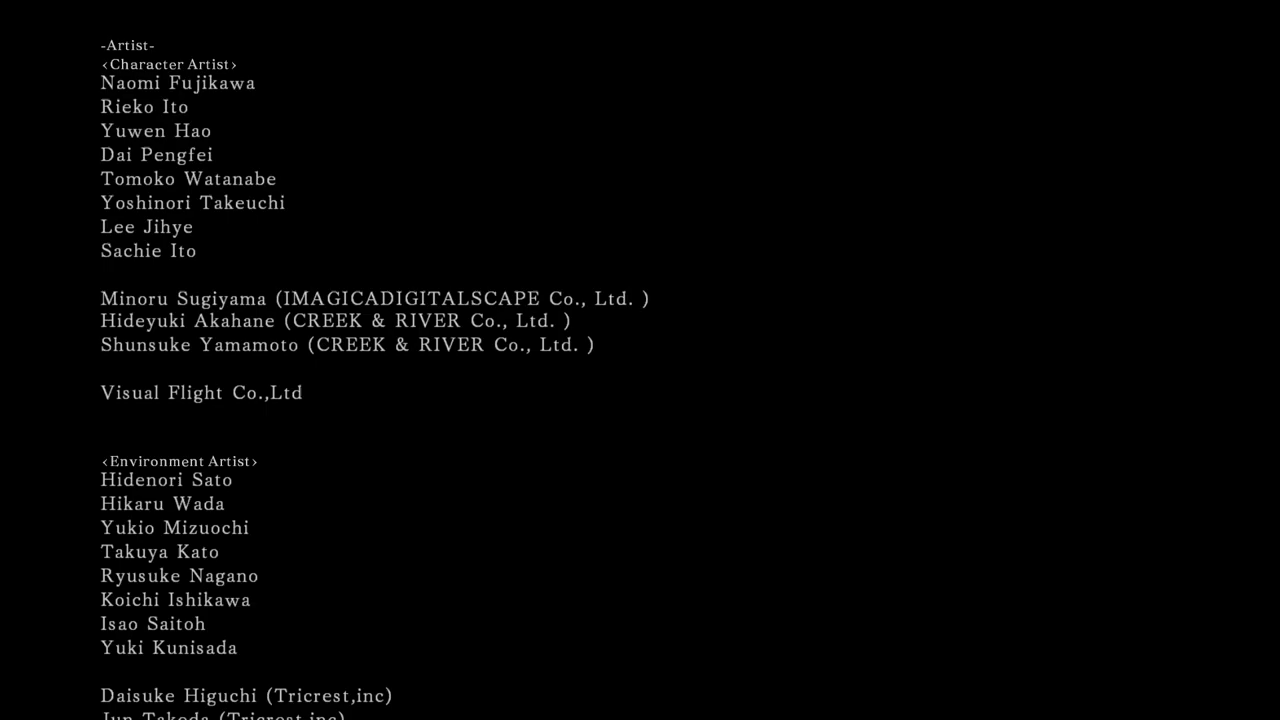 -Artist-
<Character Artist>
Naomi Fujikawa
Rieko Ito
Yuwen Hao
Dai Pengfei
Tomoko Watanabe
Yoshinori Takeuchi
Lee Jihye
Sachie Ito
Minoru Sugiyama (IMAGICADIGITALSCAPE Co., Ltd. )
Hideyuki Akahane (CREEK & RIVER Co., Ltd. )
Shunsuke Yamamoto (CREEK & RIVER Co., Ltd. )
Visual Flight Co.,Ltd
<Environment Artist>
Hidenori Sato
Hikaru Wada
Yukio Mizuochi
Takuya Kato
Ryusuke Nagano
Koichi Ishikawa
Isao Saitoh
Yuki Kunisada
Daisuke Higuchi (Tricrest,inc)
Jun (Tricrest,inc)